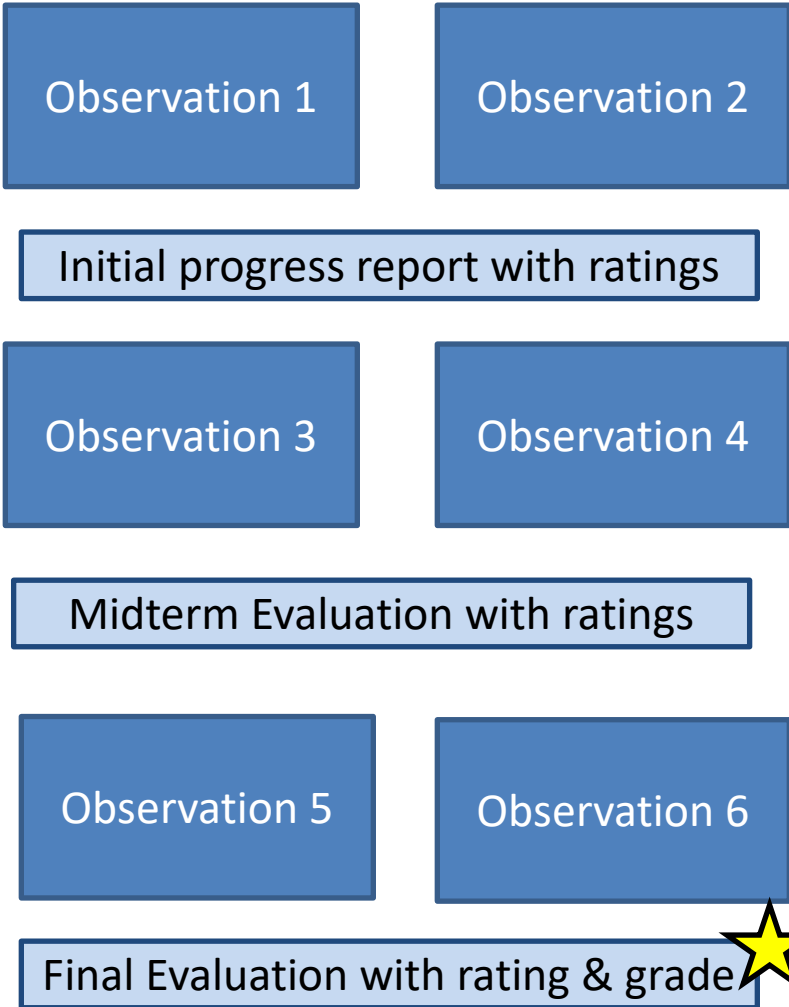 Observation 1
Observation 2
Initial progress report with ratings
Observation 3
Observation 4
Midterm Evaluation with ratings
Observation 5
Observation 6
Final Evaluation with rating & grade